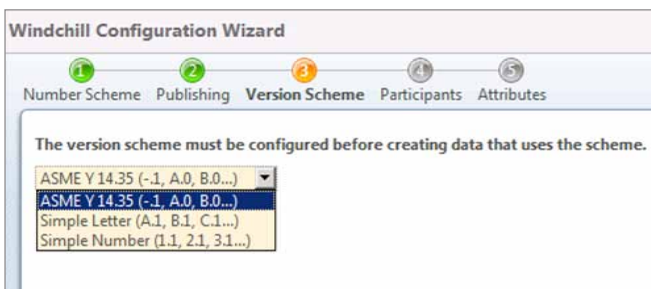 Windchill Configuration Wizard
1 2 3 4 5
Number Scheme Publishing Version Scheme Participants Attributes
The version scheme must be configured before creating data that uses the scheme.
ASME Y 14.35 (-.1, A.0, B.0...)
ASME Y 14.35 (-.1, A.0, B.0...)
Simple Letter (A.1, B.1, C.1...)
Simple Number (1.1, 2.1, 3.1...)